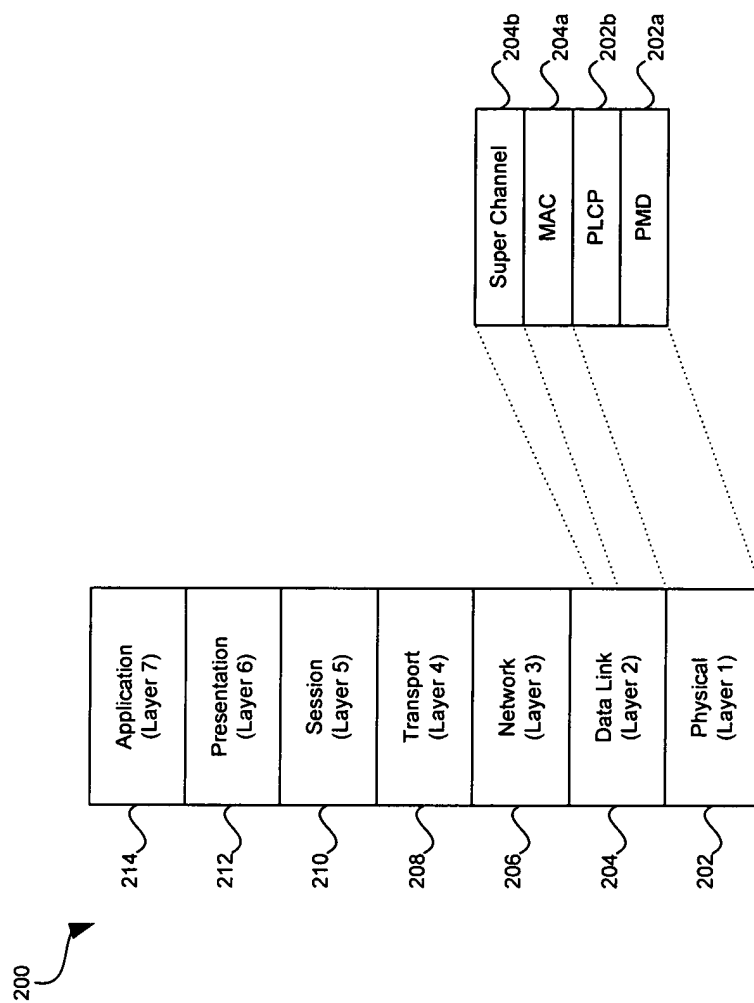 200
214
Application
(Layer 7)
212
Presentation
(Layer 6)
210
Session
(Layer 5)
208
Transport
(Layer 4)
206
Network
(Layer 3)
204
Data Link
(Layer 2)
202
Physical
(Layer 1)
Super Channel
204b
MAC
204a
PLCP
202b
PMD
202a